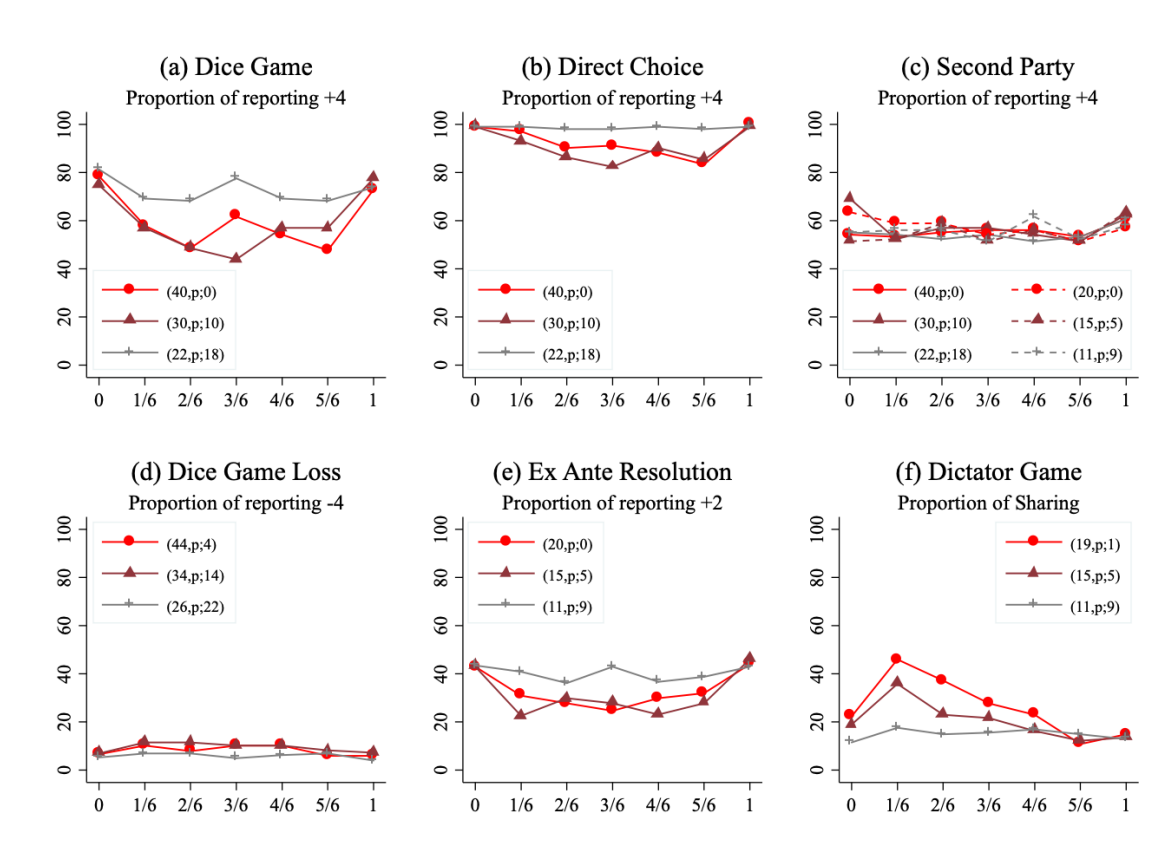 (a) Dice Game
Proportion of reporting +4
100
80
60
40
20
0
(40,p;0)
(30,p;10)
(22,p;18)
0 1/6 2/6 3/6 4/6 5/6 1
(b) Direct Choice
Proportion of reporting +4
100
80
60
40
20
0
(40,p;0)
(30,p;10)
(22,p;18)
0 1/6 2/6 3/6 4/6 5/6 1
(c) Second Party
Proportion of reporting +4
100
80
60
40
20
0
(40,p;0) (20,p;0)
(30,p;10) (15,p;5)
(22,p;18) (11,p;9)
0 1/6 2/6 3/6 4/6 5/6 1
(d) Dice Game Loss
Proportion of reporting -4
100
80
60
40
20
0
(44,p;4)
(34,p;14)
(26,p;22)
0 1/6 2/6 3/6 4/6 5/6 1
(e) Ex Ante Resolution
Proportion of reporting +2
100
80
60
40
20
0
(20,p;0)
(15,p;5)
(11,p;9)
0 1/6 2/6 3/6 4/6 5/6 1
(f) Dictator Game
Proportion of Sharing
100
80
60
40
20
0
(19,p;1)
(15,p;5)
(11,p;9)
0 1/6 2/6 3/6 4/6 5/6 1